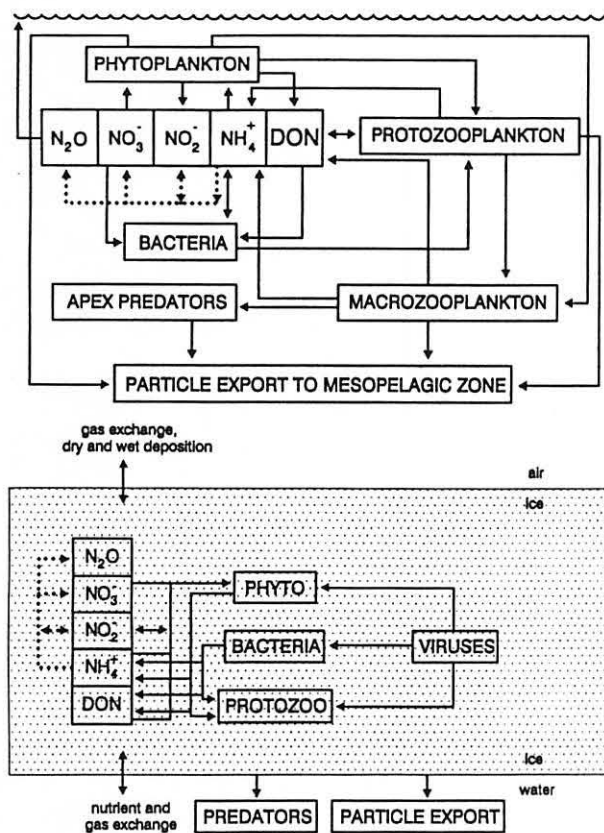 PHYTOPLANKTON
N₂O NO₃⁻ NO₂⁻ NH₄⁺ DON
PROTOZOOPLANKTON
BACTERIA
APEX PREDATORS
MACROZOOPLANKTON
PARTICLE EXPORT TO MESOPELAGIC ZONE
gas exchange,
dry and wet deposition
air
ice
N₂O
NO₃⁻
NO₂⁻
NH₄⁺
DON
PHYTO
BACTERIA
VIRUSES
PROTOZOO
ice
water
nutrient and
gas exchange
PREDATORS
PARTICLE EXPORT